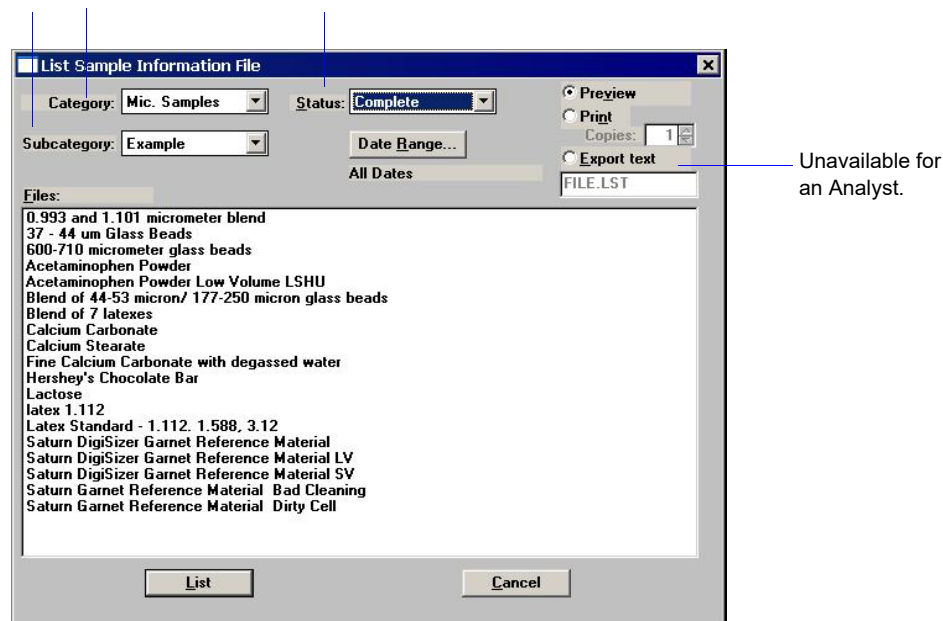 List Sample Information File
Category: Mic. Samples Status: Complete
Preview
Print
Copies: 1
Subcategory: Example Date Range...
Export text
All Dates
FILE.LST
Unavailable for
an Analyst.
Files:
0.993 and 1.101 micrometer blend
37 - 44 um Glass Beads
600-710 micrometer glass beads
Acetaminophen Powder
Acetaminophen Powder Low Volume LSHU
Blend of 44-53 micron/ 177-250 micron glass beads
Blend of 7 latexes
Calcium Carbonate
Calcium Stearate
Fine Calcium Carbonate with degassed water
Hershey's Chocolate Bar
Lactose
latex 1.112
Latex Standard - 1.112. 1.588, 3.12
Saturn DigiSizer Garnet Reference Material
Saturn DigiSizer Garnet Reference Material LV
Saturn DigiSizer Garnet Reference Material SV
Saturn Garnet Reference Material  Bad Cleaning
Saturn Garnet Reference Material  Dirty Cell
List Cancel